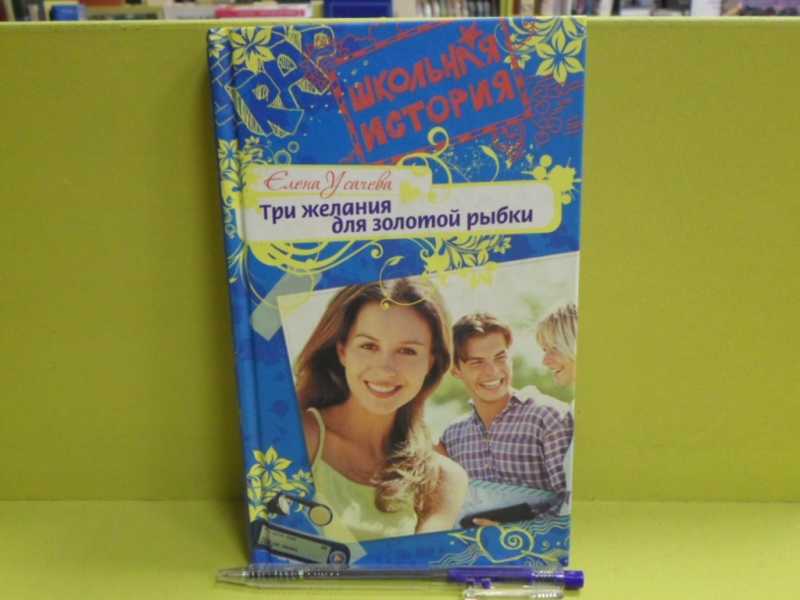 ШКОЛЬНАЯ
ИСТОРИЯ
Елена Усачева
Три желания
для золотой рыбки